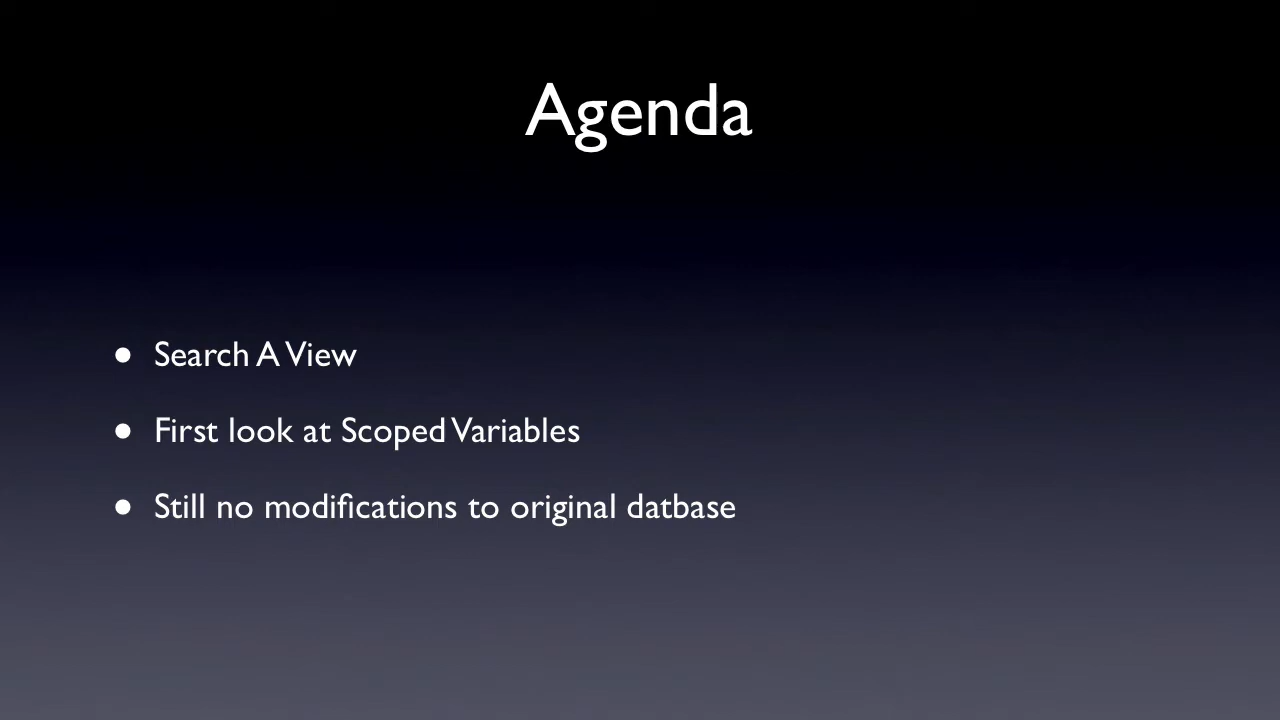 Agenda
• Search A View
• First look at Scoped Variables
• Still no modifications to original datbase